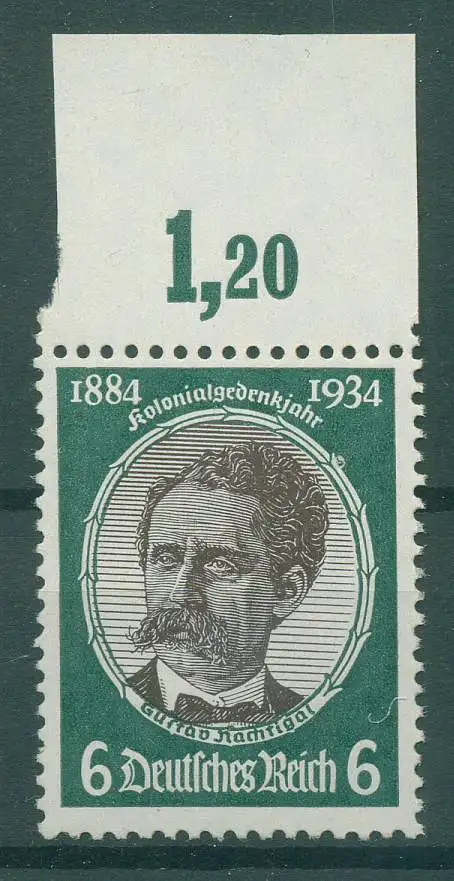 1,20
1884 1934
Kolonialgedenkjahr
Gustav Nachtigal
6 Deutsches Reich 6